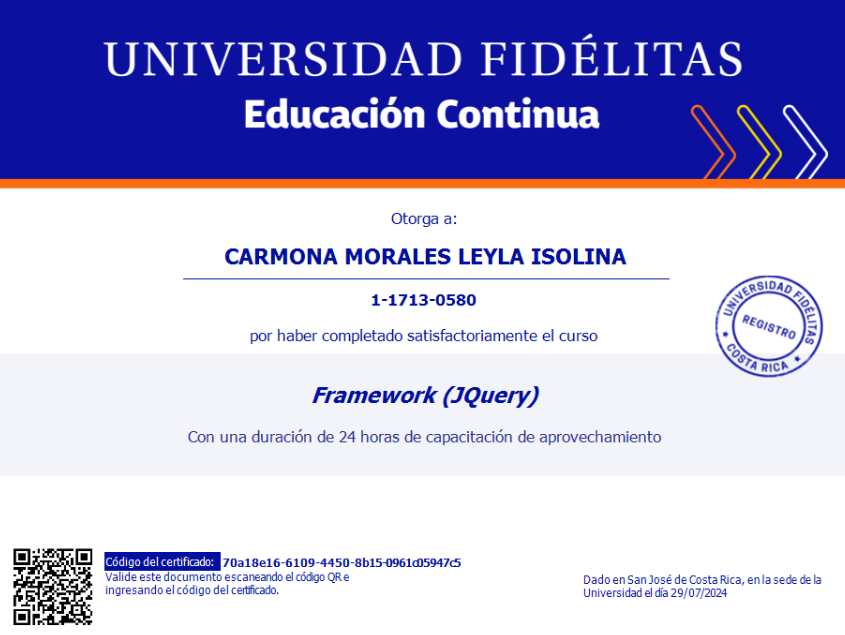 UNIVERSIDAD FIDÉLITAS
Educación Continua
Otorga a:
CARMONA MORALES LEYLA ISOLINA
1-1713-0580
por haber completado satisfactoriamente el curso
UNIVERSIDAD FIDÉLITAS
REGISTRO
COSTA RICA
Framework (JQuery)
Con una duración de 24 horas de capacitación de aprovechamiento
Código del certificado: 70a18e16-6109-4450-8b15-0961c05947c5
Valide este documento escaneando el código QR e
ingresando el código del certificado.
Dado en San José de Costa Rica, en la sede de la
Universidad el día 29/07/2024